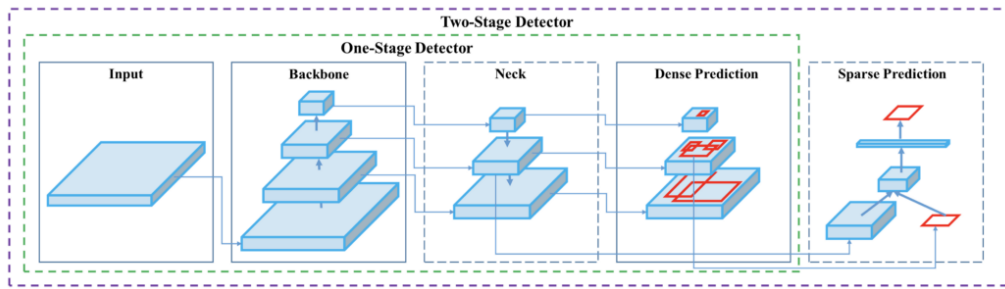 Two-Stage Detector
One-Stage Detector
Input
Backbone
Neck
Dense Prediction
Sparse Prediction